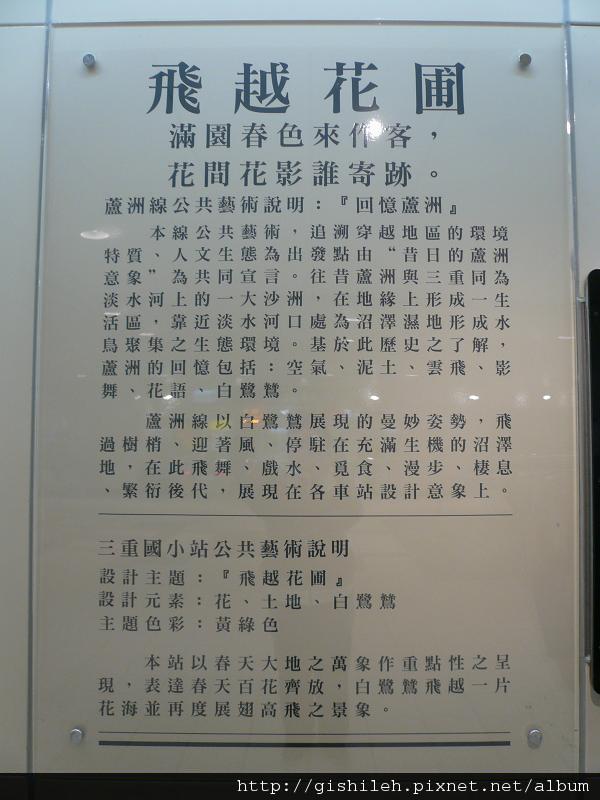 飛越花圃
滿園春色來作客，
花間花影誰寄跡。
蘆洲線公共藝術說明：『回憶蘆洲』
本線公共藝術，追溯穿越地區的環境
特質、人文生態為出發點由“昔日的蘆洲
意象”為共同宣言。往昔蘆洲與三重同為
淡水河上的一大沙洲，在地緣上形成一生
活區，靠近淡水河口處為沼澤濕地形成水
鳥聚集之生態環境。基於此歷史之了解，
蘆洲的回憶包括：空氣、泥土、雲飛、影
舞、花語、白鷺鷥。
蘆洲線以白鷺鷥展現的曼妙姿勢，飛
過樹梢、迎著風、停駐在充滿生機的沼澤
地，在此飛舞、戲水、覓食、漫步、棲息
、繁衍後代，展現在各車站設計意象上。
三重國小站公共藝術說明
設計主題：『飛越花圃』
設計元素：花、土地、白鷺鷥
主題色彩：黃綠色
本站以春天大地之萬象作重點性之呈
現，表達春天百花齊放，白鷺鷥飛越一片
花海並再度展翅高飛之景象。
http://gishileh.pixnet.net/album